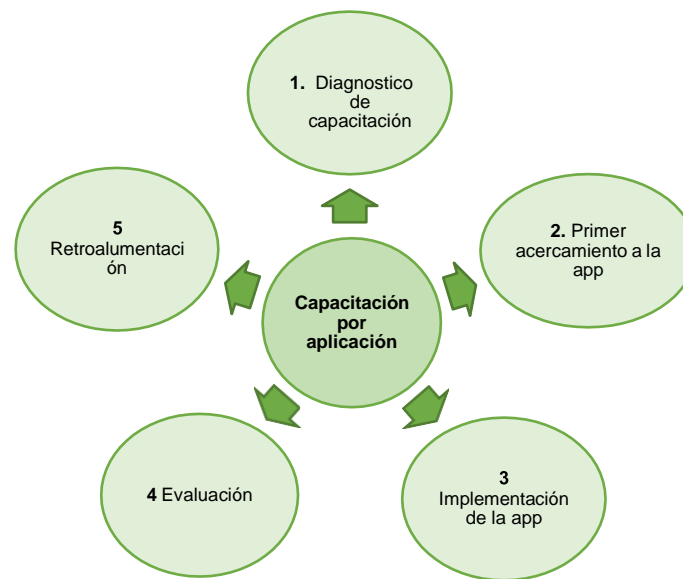 1. Diagnostico
de
capacitación
2. Primer
acercamiento a la
app
3
Implementación
de la app
4 Evaluación
5
Retroalumentaci
ón
Capacitación
por
aplicación